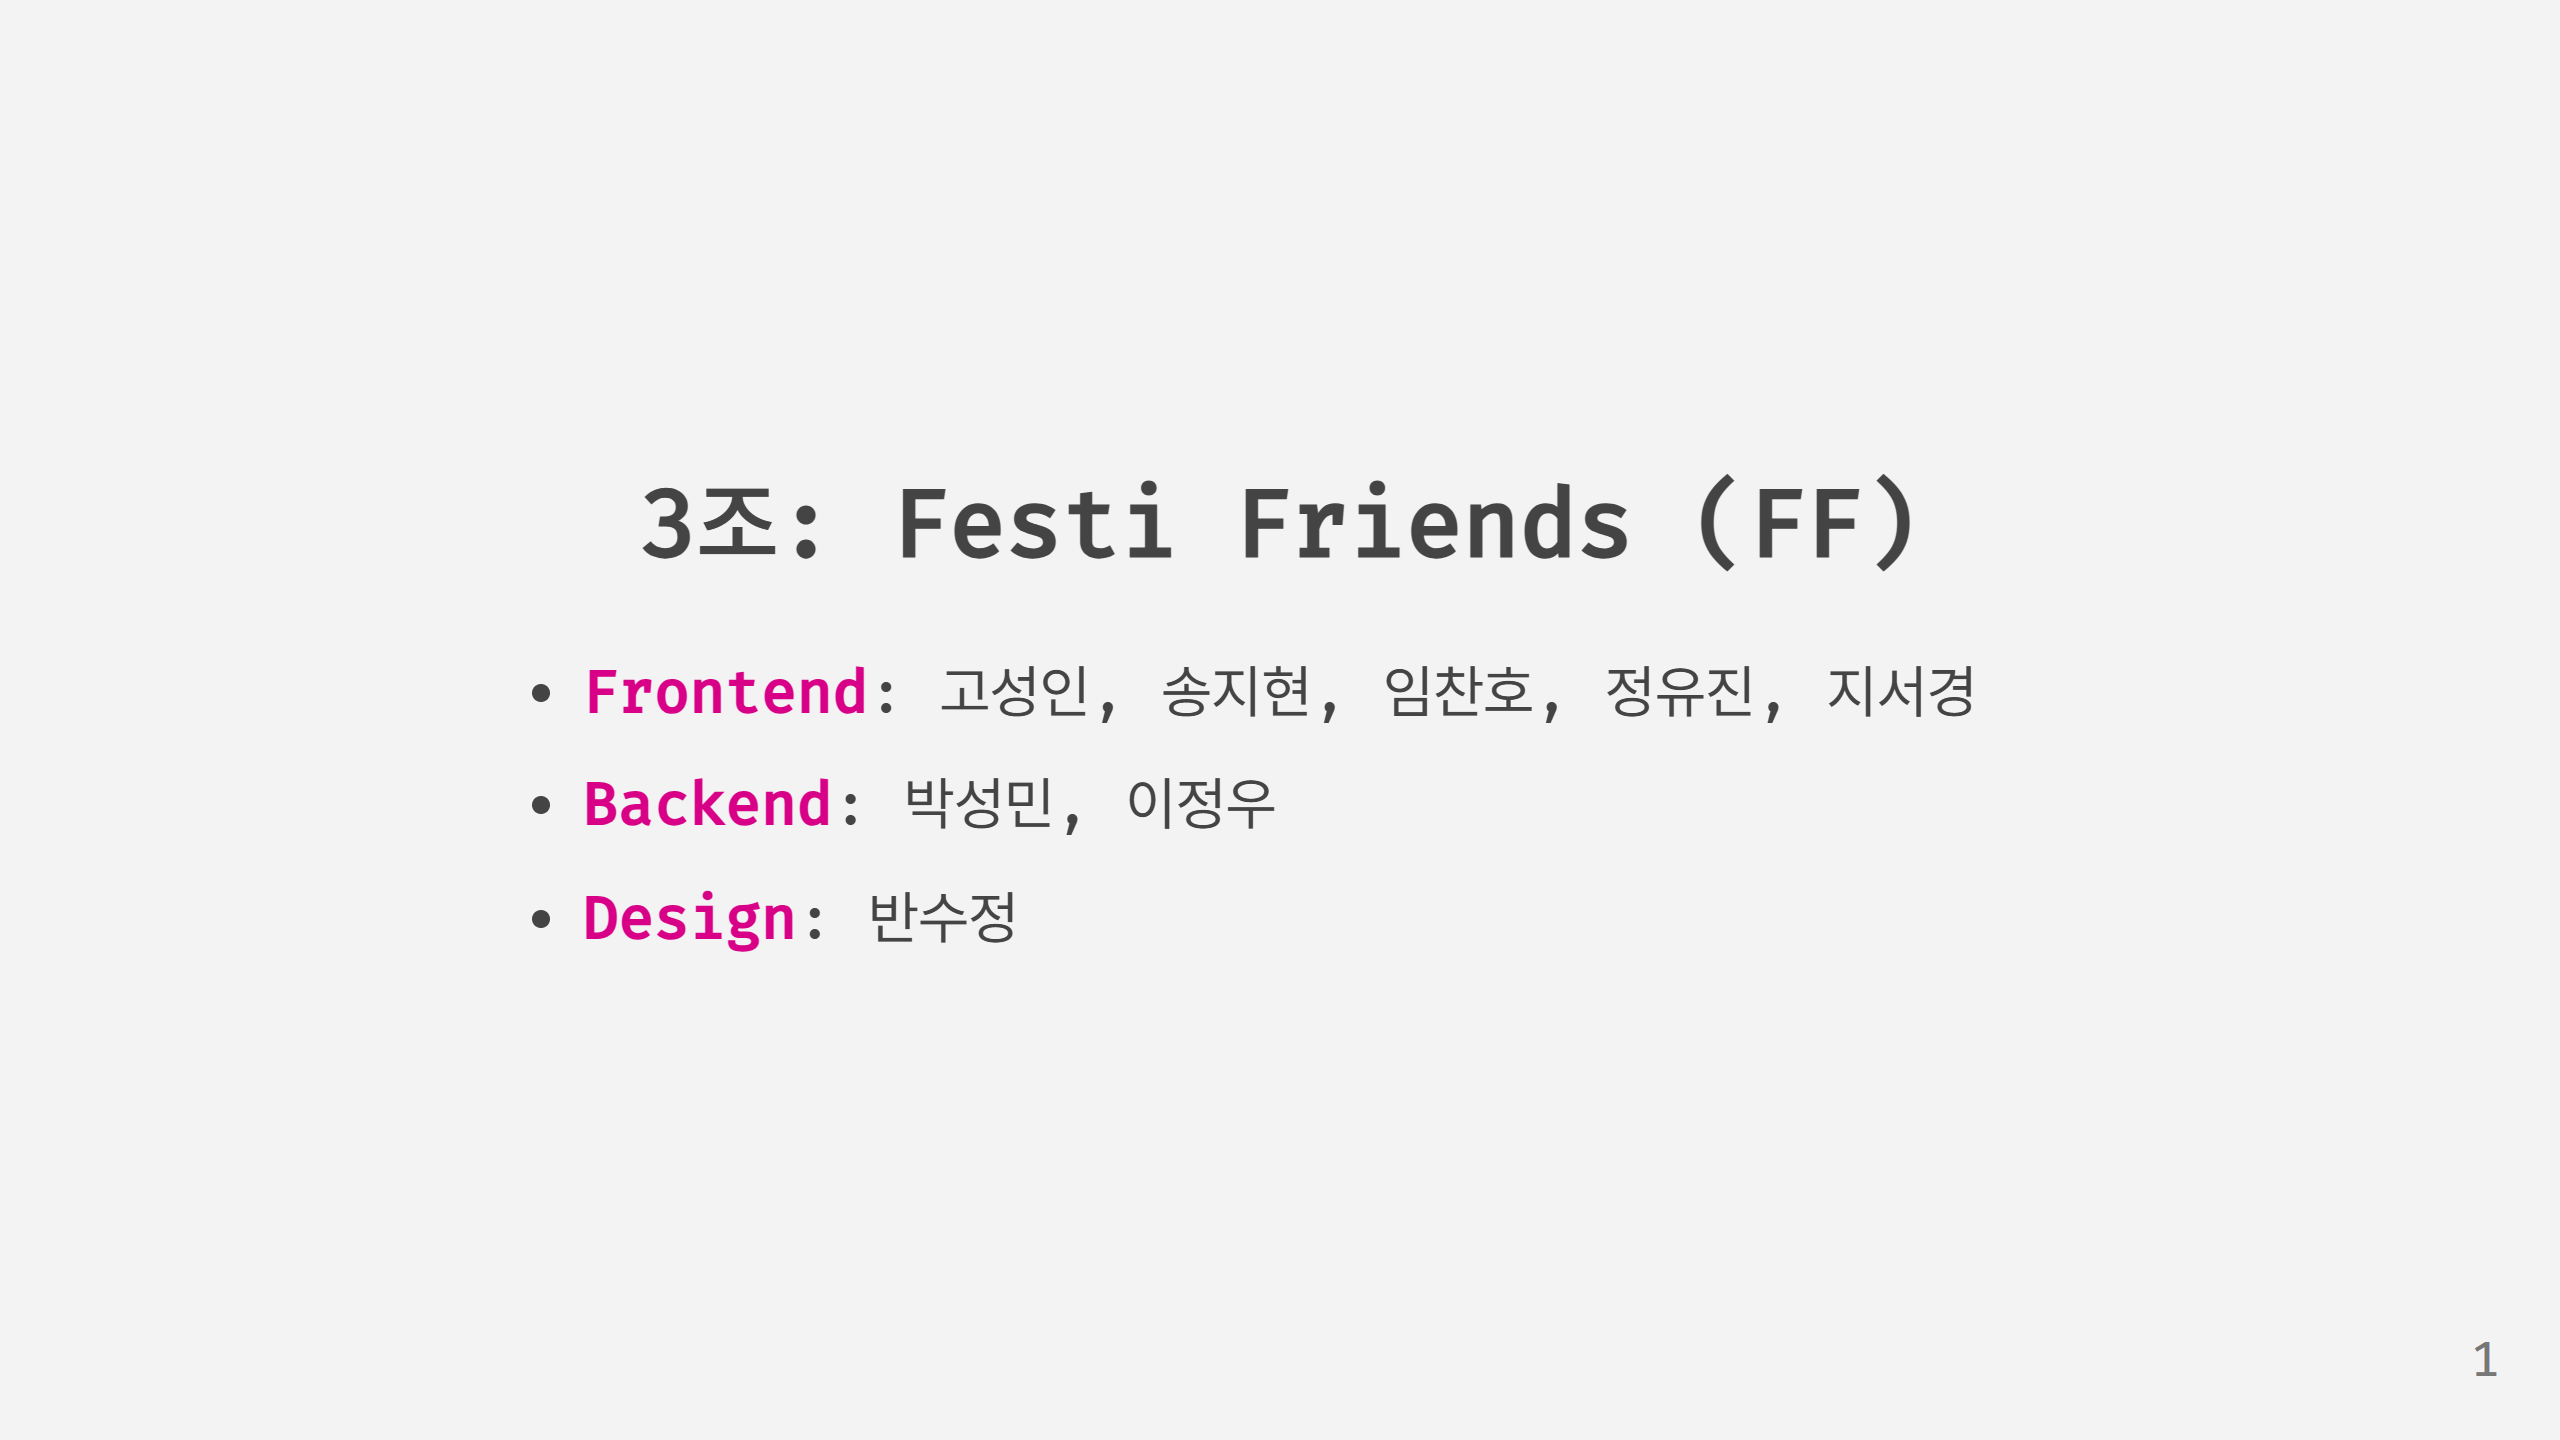 3조: Festi Friends (FF)
• Frontend: 고성인, 송지현, 임찬호, 정유진, 지서경
• Backend: 박성민, 이정우
• Design: 반수정
1